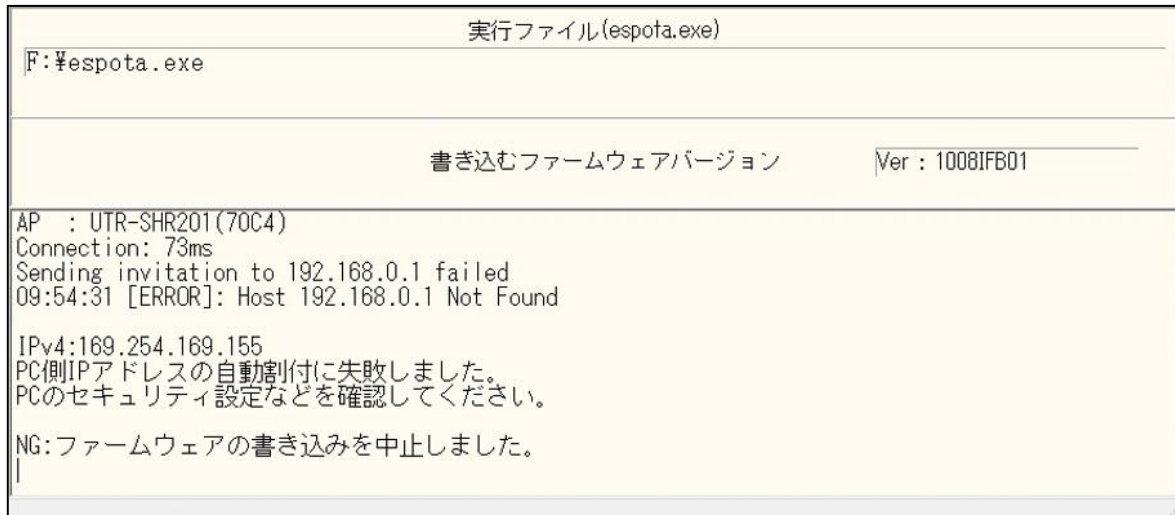 実行ファイル(espota.exe)
F:¥espota.exe
書き込むファームウェアバージョン
Ver : 1008IFB01
AP  : UTR-SHR201(70C4)
Connection: 73ms
Sending invitation to 192.168.0.1 failed
09:54:31 [ERROR]: Host 192.168.0.1 Not Found
IPv4:169.254.169.155
PC側IPアドレスの自動割付に失敗しました。
PCのセキュリティ設定などを確認してください。
NG:ファームウェアの書き込みを中止しました。